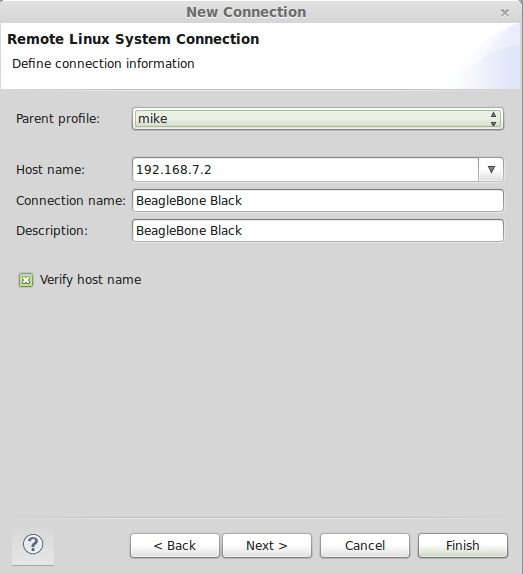 New Connection
Remote Linux System Connection
Define connection information
Parent profile: mike
Host name: 192.168.7.2
Connection name: BeagleBone Black
Description: BeagleBone Black
Verify host name
? < Back Next > Cancel Finish